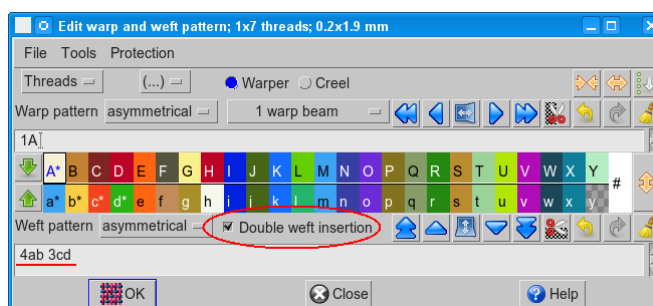 Edit warp and weft pattern; 1x7 threads; 0.2x1.9 mm
File Tools Protection
Threads (...) Warper Creel
Warp pattern asymmetrical 1 warp beam
1A
A* B C D E F G H I J K L M N O P Q R S T U V W X Y #
a* b* c* d* e f g h i j k l m n o p q r s t u v w x y
Weft pattern asymmetrical Double weft insertion
4ab 3cd
OK Close Help